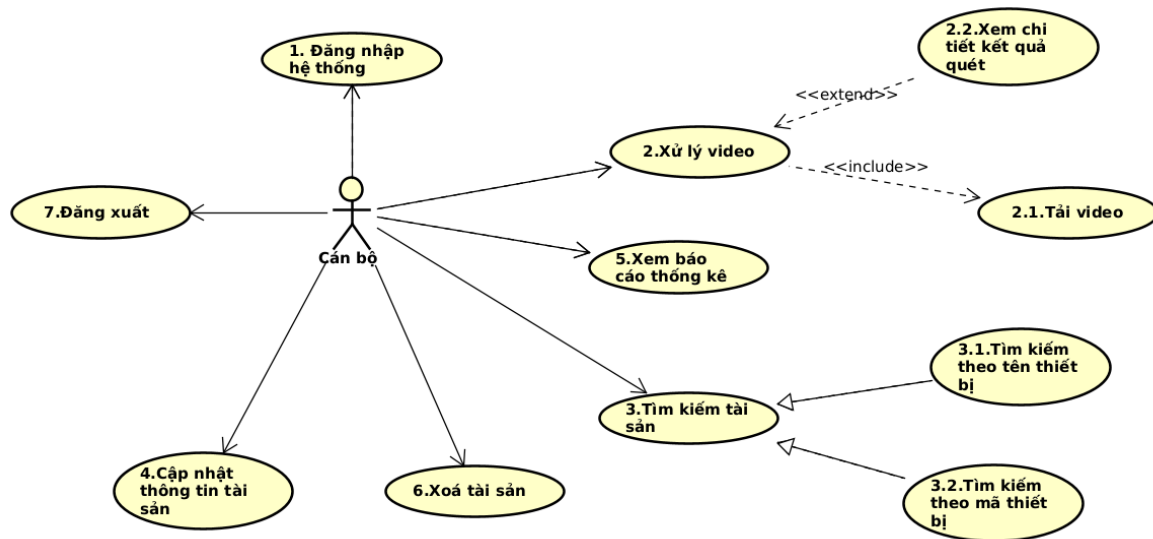 1. Đăng nhập
hệ thống
2.2.Xem chi
tiết kết quả
quét
<<extend>>
2.Xử lý video
<<include>>
2.1.Tải video
7.Đăng xuất
Cán bộ
5.Xem báo
cáo thống kê
3.1.Tìm kiếm
theo tên thiết
bị
3.Tìm kiếm tài
sản
4.Cập nhật
thông tin tài
sản
6.Xoá tài sản
3.2.Tìm kiếm
theo mã thiết
bị